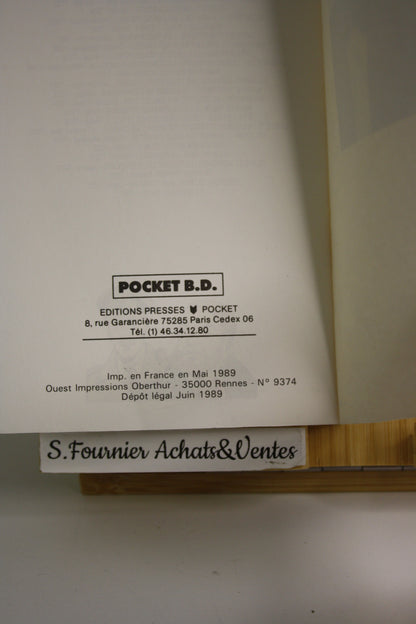 POCKET B.D.
EDITIONS PRESSES POCKET
8, rue Garancière 75285 Paris Cedex 06
Tél. (1) 46.34.12.80
Imp. en France en Mai 1989
Ouest Impressions Oberthur - 35000 Rennes - N° 9374
Dépôt légal Juin 1989
S.Fournier Achats&Ventes